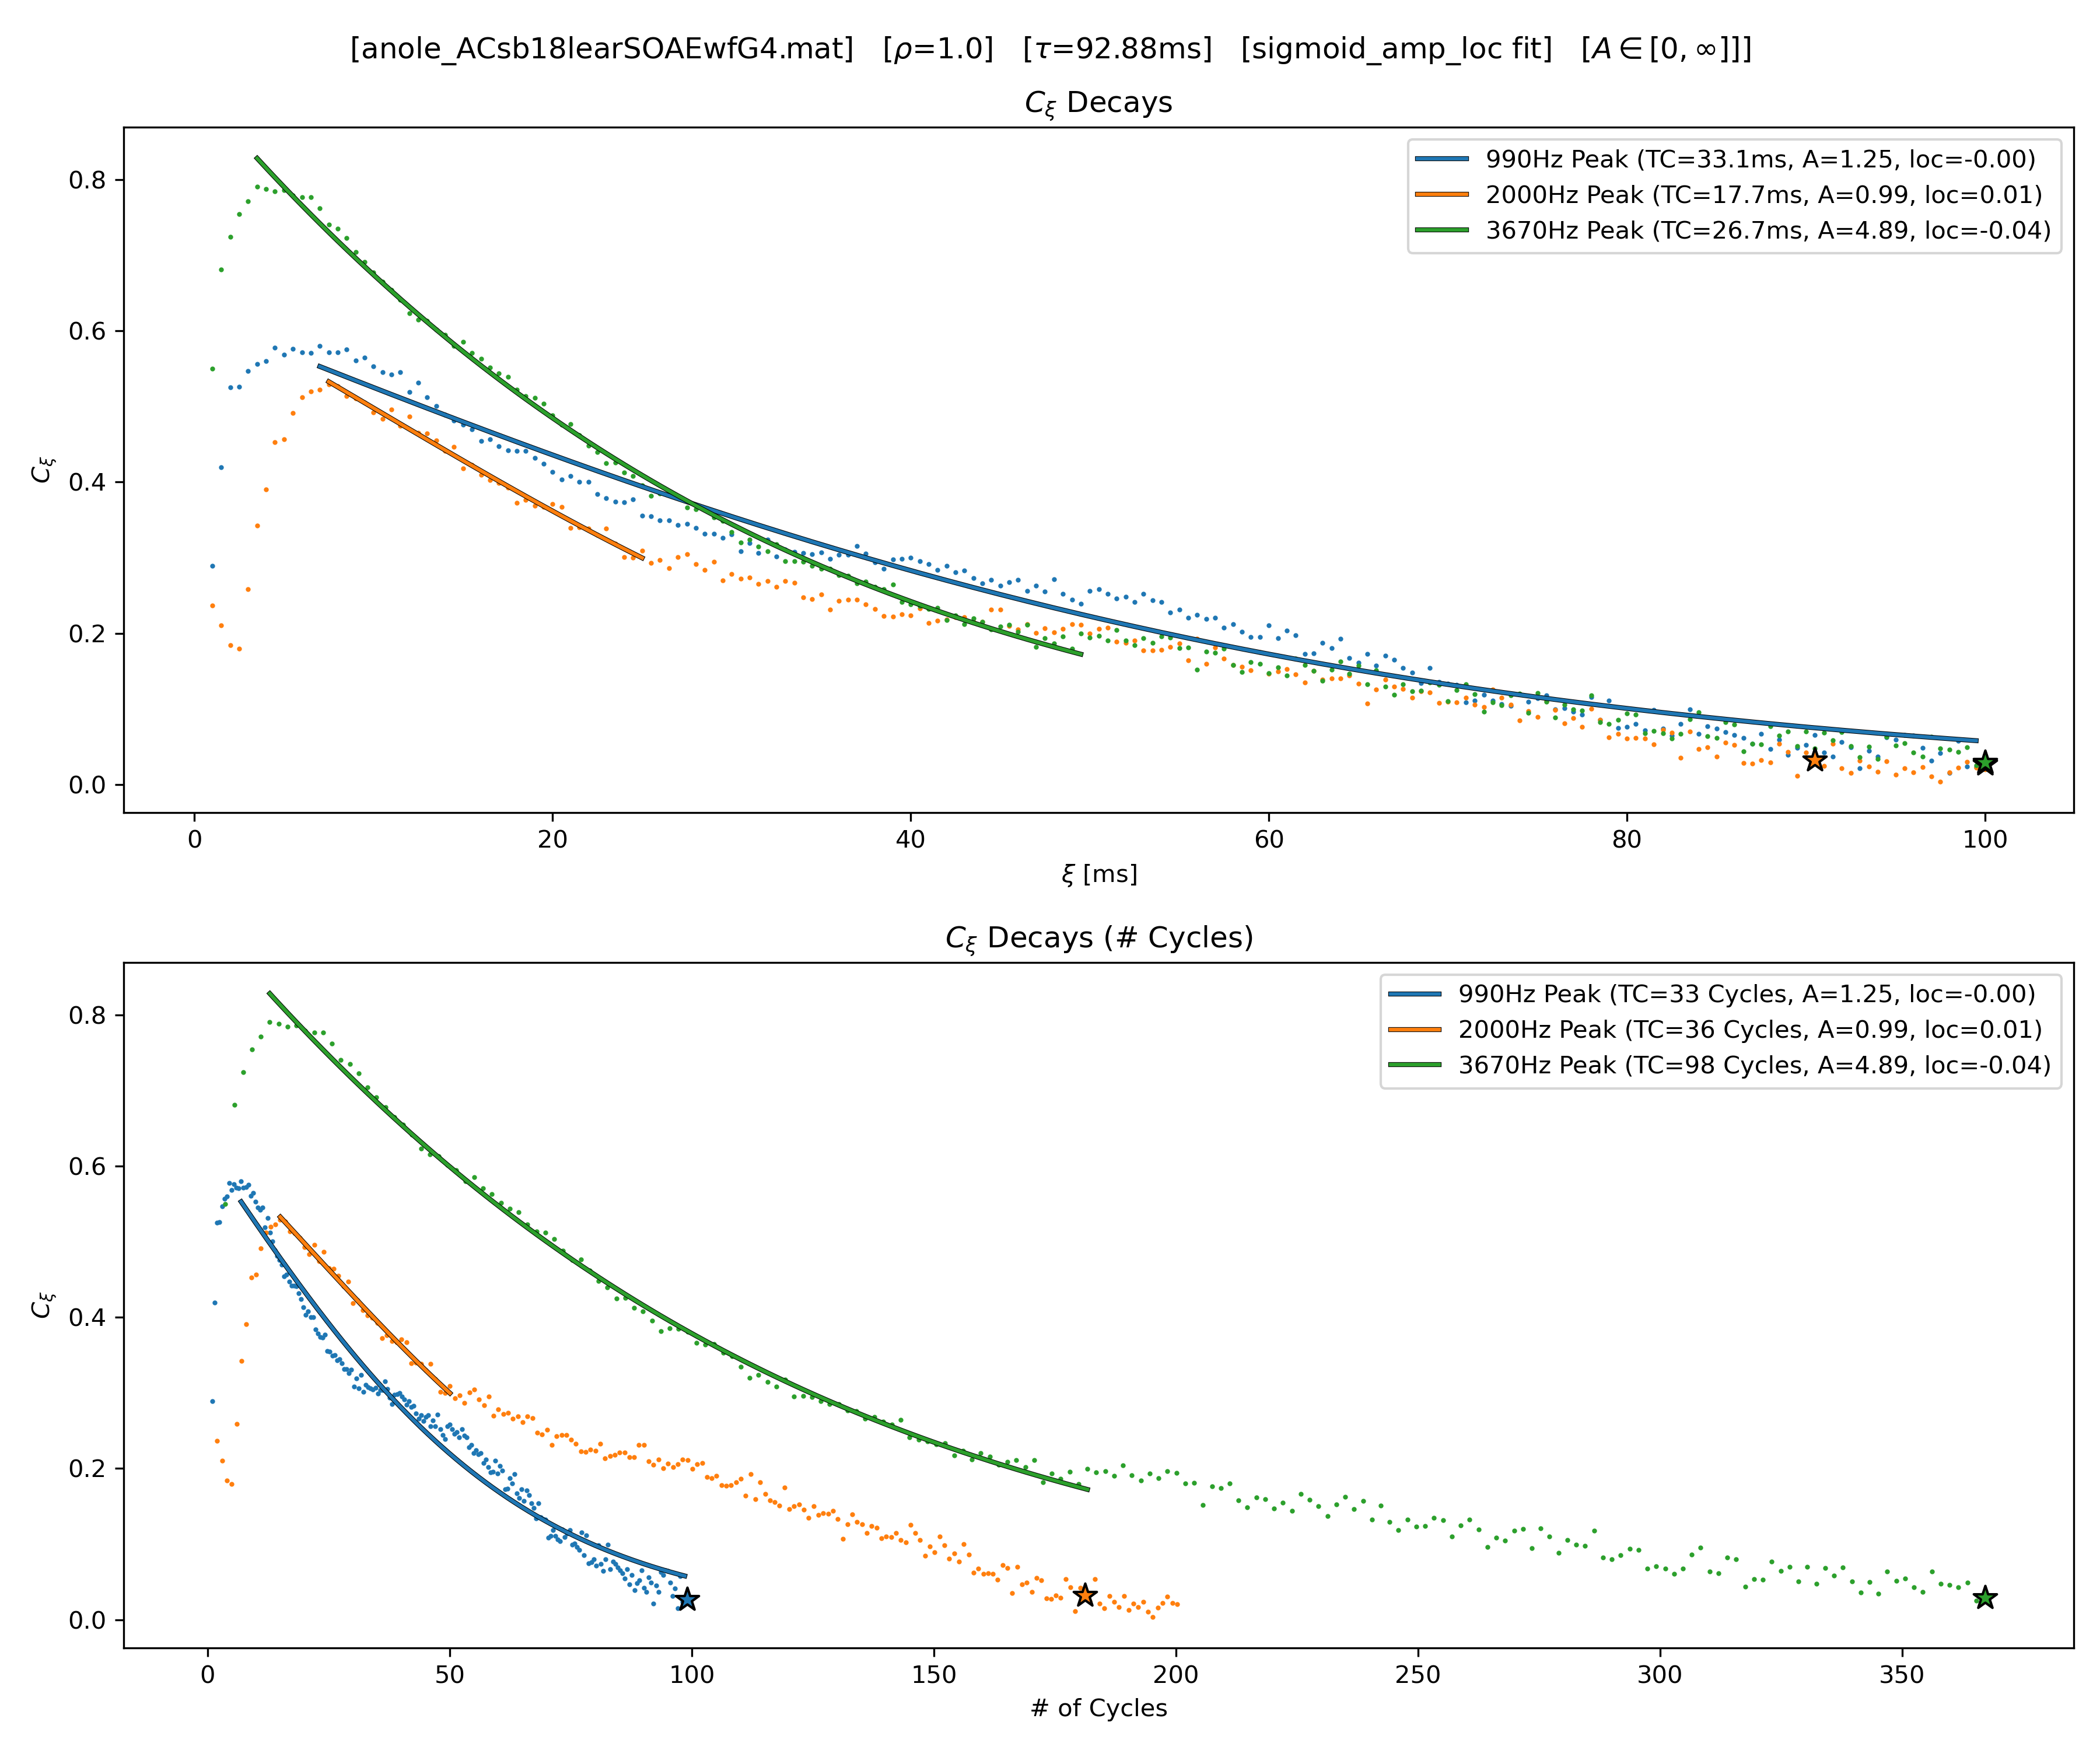 [anole_ACsb18learSOAEwfG4.mat] [ρ=1.0] [τ=92.88ms] [sigmoid_amp_loc fit] [A ∈ [0, ∞]]]
C_ξ Decays
990Hz Peak (TC=33.1ms, A=1.25, loc=-0.00)
2000Hz Peak (TC=17.7ms, A=0.99, loc=0.01)
3670Hz Peak (TC=26.7ms, A=4.89, loc=-0.04)
0.8
0.6
0.4
0.2
0.0
C_ξ
0 20 40 60 80 100
ξ [ms]
C_ξ Decays (# Cycles)
990Hz Peak (TC=33 Cycles, A=1.25, loc=-0.00)
2000Hz Peak (TC=36 Cycles, A=0.99, loc=0.01)
3670Hz Peak (TC=98 Cycles, A=4.89, loc=-0.04)
0.8
0.6
0.4
0.2
0.0
C_ξ
0 50 100 150 200 250 300 350
# of Cycles